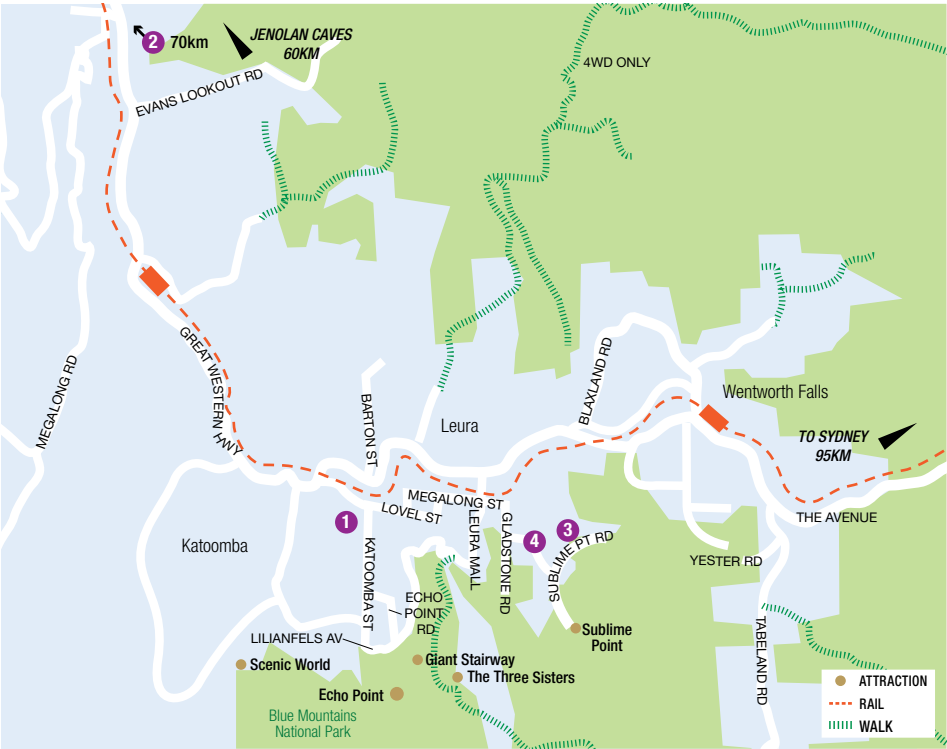 2 70km
JENOLAN CAVES
60KM
4WD ONLY
EVANS LOOKOUT RD
GREAT WESTERN HWY
MEGALONG RD
BARTON ST
Leura
BLAXLAND RD
Wentworth Falls
TO SYDNEY
95KM
MEGALONG ST
LOVEL ST
1
THE AVENUE
Katoomba
KATOOMBA ST
LEURA MALL
GLADSTONE RD
4
3
SUBLIME PT RD
YESTER RD
ECHO
POINT
RD
LILIANFELS AV
TABELAND RD
Sublime
Point
Scenic World
Giant Stairway
The Three Sisters
Echo Point
Blue Mountains
National Park
ATTRACTION
RAIL
WALK